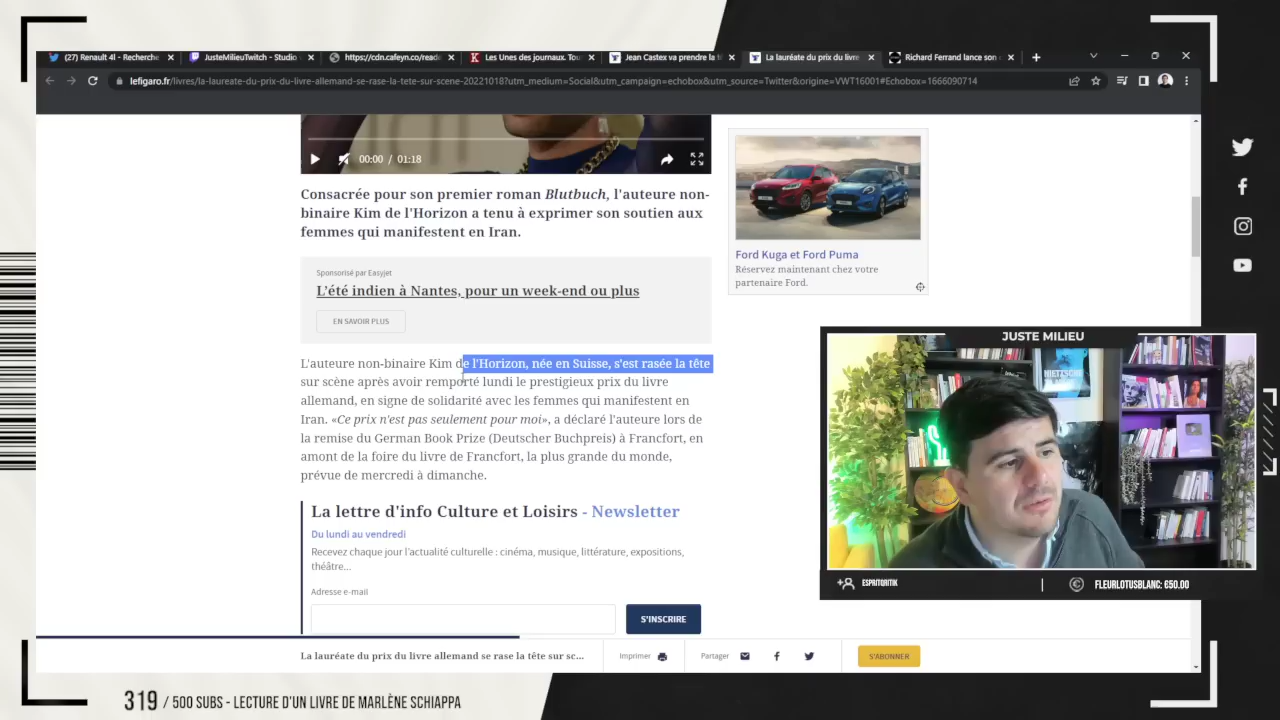 (27) Renault 4l - Recherche
JusteMilieuTwitch - Studio
https://cdn.cafeyn.co/read
Les Unes des journaux. Tou
Jean Castex va prendre la t
La lauréate du prix du livre
Richard Ferrand lance son c
lefigaro.fr/livres/la-laureate-du-prix-du-livre-allemand-se-rase-la-tete-sur-scene-20221018?utm_medium=Social&utm_campaign=echobox&utm_source=Twitter&origine=VWT16001#Echobox=1666090714
00:00 / 01:18
Consacrée pour son premier roman Blutbuch, l'auteure non-
binaire Kim de l'Horizon a tenu à exprimer son soutien aux
femmes qui manifestent en Iran.
Sponsorisé par Easyjet
L'été indien à Nantes, pour un week-end ou plus
EN SAVOIR PLUS
Ford Kuga et Ford Puma
Réservez maintenant chez votre
partenaire Ford.
L'auteure non-binaire Kim de l'Horizon, née en Suisse, s'est rasée la tête
sur scène après avoir remporté lundi le prestigieux prix du livre
allemand, en signe de solidarité avec les femmes qui manifestent en
Iran. «Ce prix n'est pas seulement pour moi», a déclaré l'auteure lors de
la remise du German Book Prize (Deutscher Buchpreis) à Francfort, en
amont de la foire du livre de Francfort, la plus grande du monde,
prévue de mercredi à dimanche.
La lettre d'info Culture et Loisirs - Newsletter
Du lundi au vendredi
Recevez chaque jour l'actualité culturelle : cinéma, musique, littérature, expositions,
théâtre...
Adresse e-mail
S'INSCRIRE
La lauréate du prix du livre allemand se rase la tête sur sc...
Imprimer
Partager
S'ABONNER
JUSTE MILIEU
NIETZSCHE
ESPRITQRITIK
FLEURLOTUSBLANC: €50.00
319 / 500 SUBS - LECTURE D'UN LIVRE DE MARLÈNE SCHIAPPA